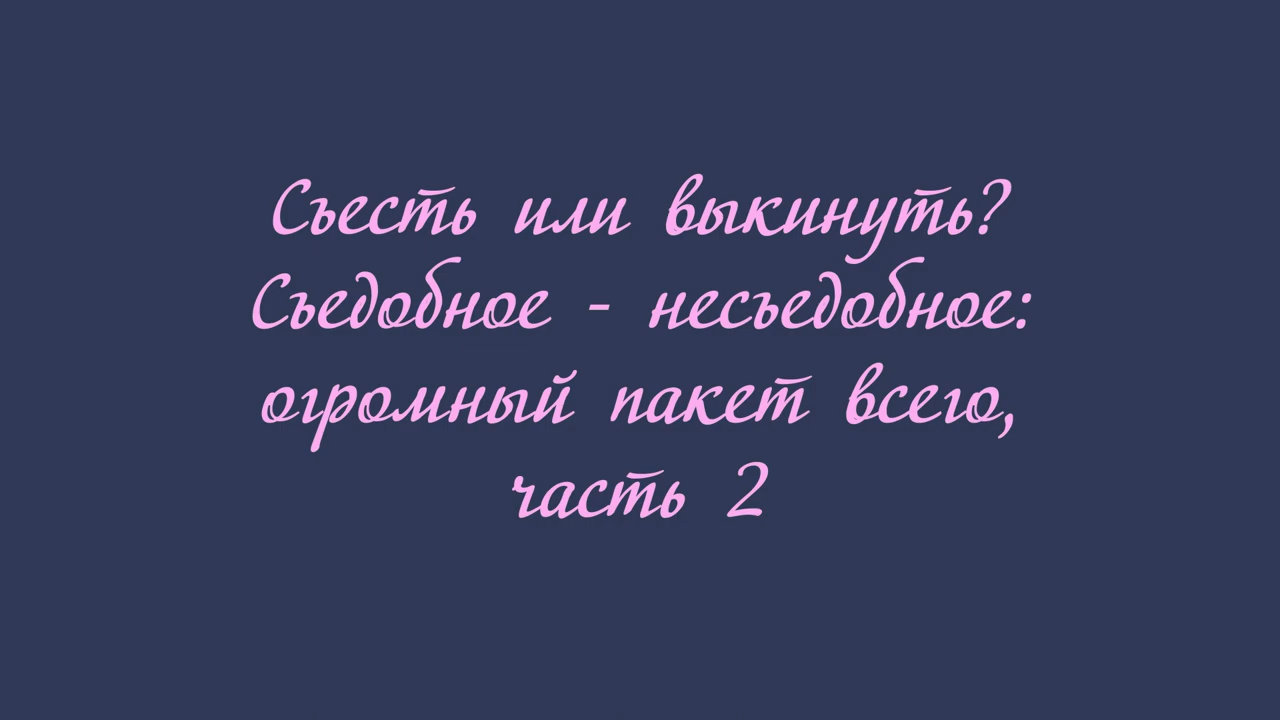 Съесть или выкинуть?
Съедобное - несъедобное:
огромный пакет всего,
часть 2